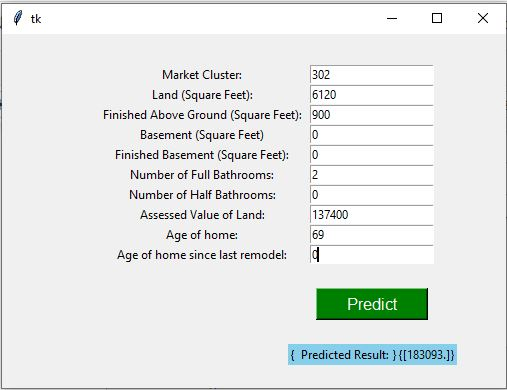 tk
Market Cluster: 302
Land (Square Feet): 6120
Finished Above Ground (Square Feet): 900
Basement (Square Feet) 0
Finished Basement (Square Feet): 0
Number of Full Bathrooms: 2
Number of Half Bathrooms: 0
Assessed Value of Land: 137400
Age of home: 69
Age of home since last remodel: 0
Predict
{ Predicted Result: } {[183093.]}